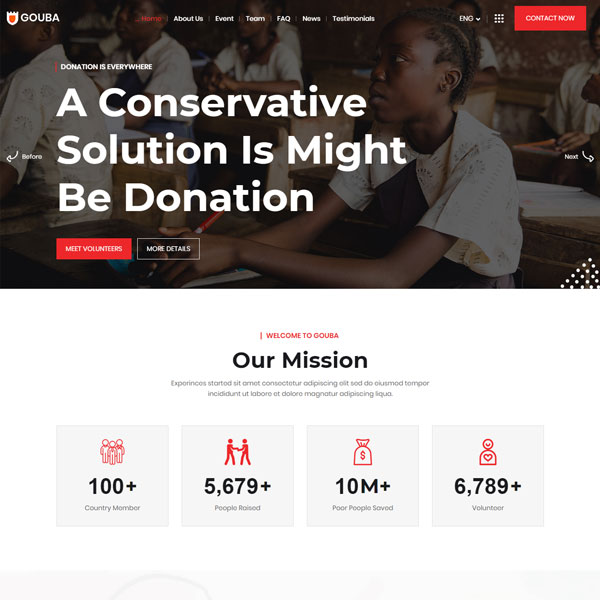 GOUBA
Home
About Us
Event
Team
FAQ
News
Testimonials
ENG
CONTACT NOW
DONATION IS EVERYWHERE
A Conservative
Solution Is Might
Be Donation
Before
Next
MEET VOLUNTEERS
MORE DETAILS
WELCOME TO GOUBA
Our Mission
Experinces started sit amet consectetur adipiscing elit sed do eiusmod tempor
incididunt ut labore et dolore magnatur adipiscing liqua.
100+
Country Member
5,679+
People Raised
$
10M+
Poor People Saved
6,789+
Volunteer